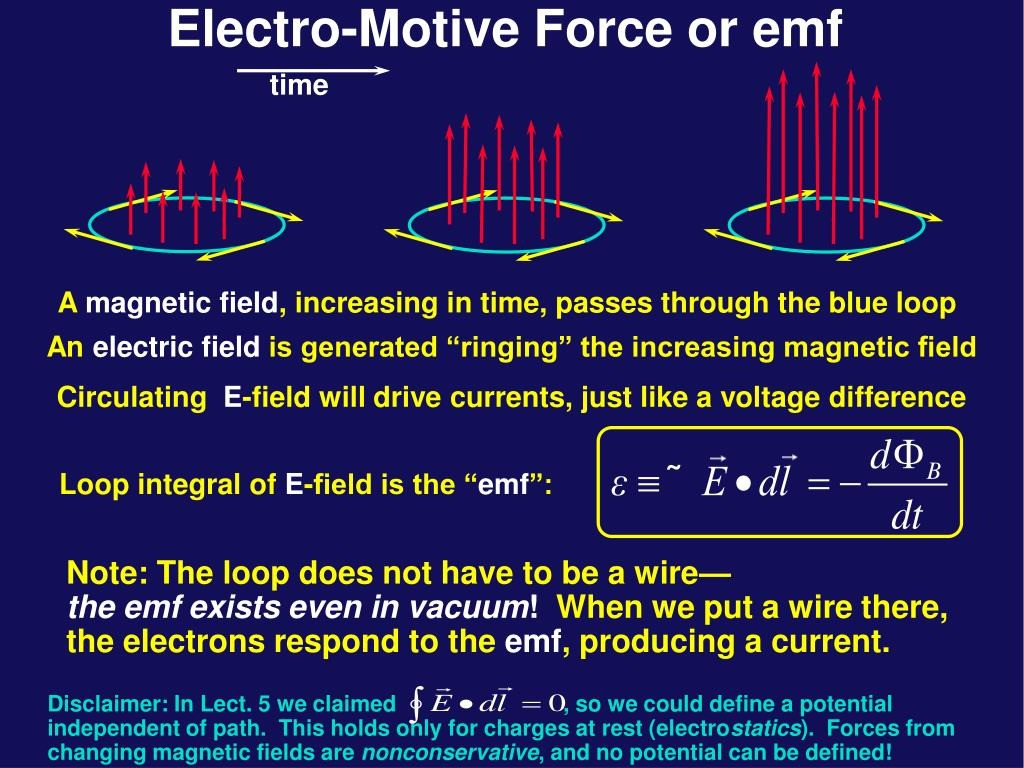 Electro-Motive Force or emf
time
A magnetic field, increasing in time, passes through the blue loop
An electric field is generated “ringing” the increasing magnetic field
Circulating  E-field will drive currents, just like a voltage difference
Loop integral of E-field is the “emf”: ε ≡ ˜ E⃗ • dl⃗ = − dΦ_B / dt
Note: The loop does not have to be a wire—
the emf exists even in vacuum!  When we put a wire there,
the electrons respond to the emf, producing a current.
Disclaimer: In Lect. 5 we claimed ∮ E⃗ • dl⃗ = 0, so we could define a potential
independent of path.  This holds only for charges at rest (electrostatics).  Forces from
changing magnetic fields are nonconservative, and no potential can be defined!